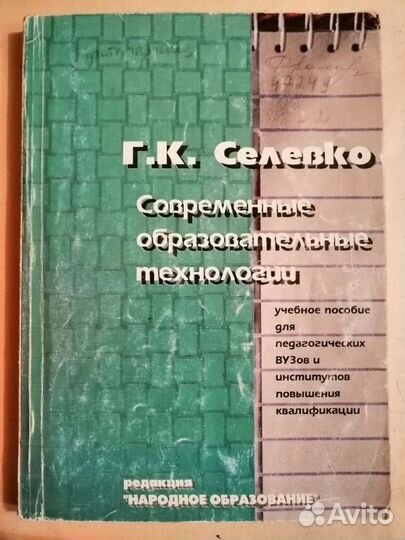 Г.К. Селевко
Современные
образовательные
технологии
учебное пособие
для
педагогических
ВУЗов и
институтов
повышения
квалификации
редакция
"НАРОДНОЕ ОБРАЗОВАНИЕ"
Avito